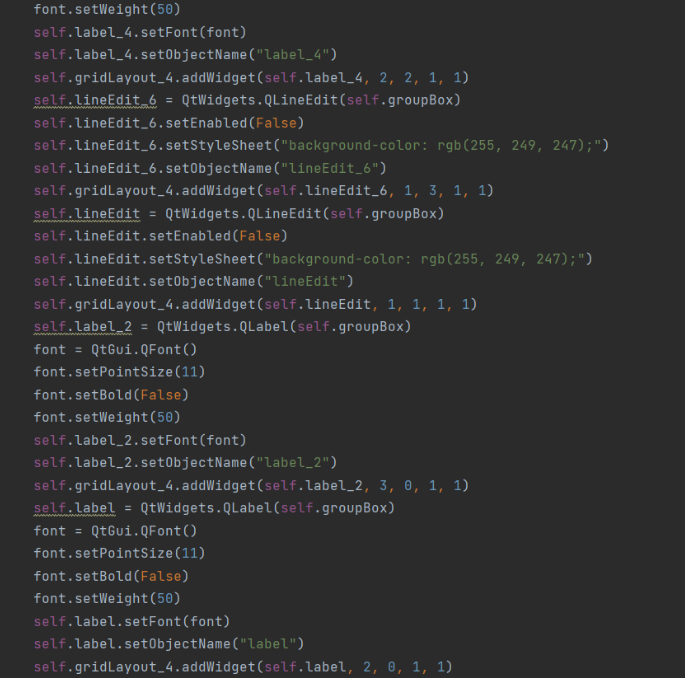 font.setWeight(50)
self.label_4.setFont(font)
self.label_4.setObjectName("label_4")
self.gridLayout_4.addWidget(self.label_4, 2, 2, 1, 1)
self.lineEdit_6 = QtWidgets.QLineEdit(self.groupBox)
self.lineEdit_6.setEnabled(False)
self.lineEdit_6.setStyleSheet("background-color: rgb(255, 249, 247);")
self.lineEdit_6.setObjectName("lineEdit_6")
self.gridLayout_4.addWidget(self.lineEdit_6, 1, 3, 1, 1)
self.lineEdit = QtWidgets.QLineEdit(self.groupBox)
self.lineEdit.setEnabled(False)
self.lineEdit.setStyleSheet("background-color: rgb(255, 249, 247);")
self.lineEdit.setObjectName("lineEdit")
self.gridLayout_4.addWidget(self.lineEdit, 1, 1, 1, 1)
self.label_2 = QtWidgets.QLabel(self.groupBox)
font = QtGui.QFont()
font.setPointSize(11)
font.setBold(False)
font.setWeight(50)
self.label_2.setFont(font)
self.label_2.setObjectName("label_2")
self.gridLayout_4.addWidget(self.label_2, 3, 0, 1, 1)
self.label = QtWidgets.QLabel(self.groupBox)
font = QtGui.QFont()
font.setPointSize(11)
font.setBold(False)
font.setWeight(50)
self.label.setFont(font)
self.label.setObjectName("label")
self.gridLayout_4.addWidget(self.label, 2, 0, 1, 1)